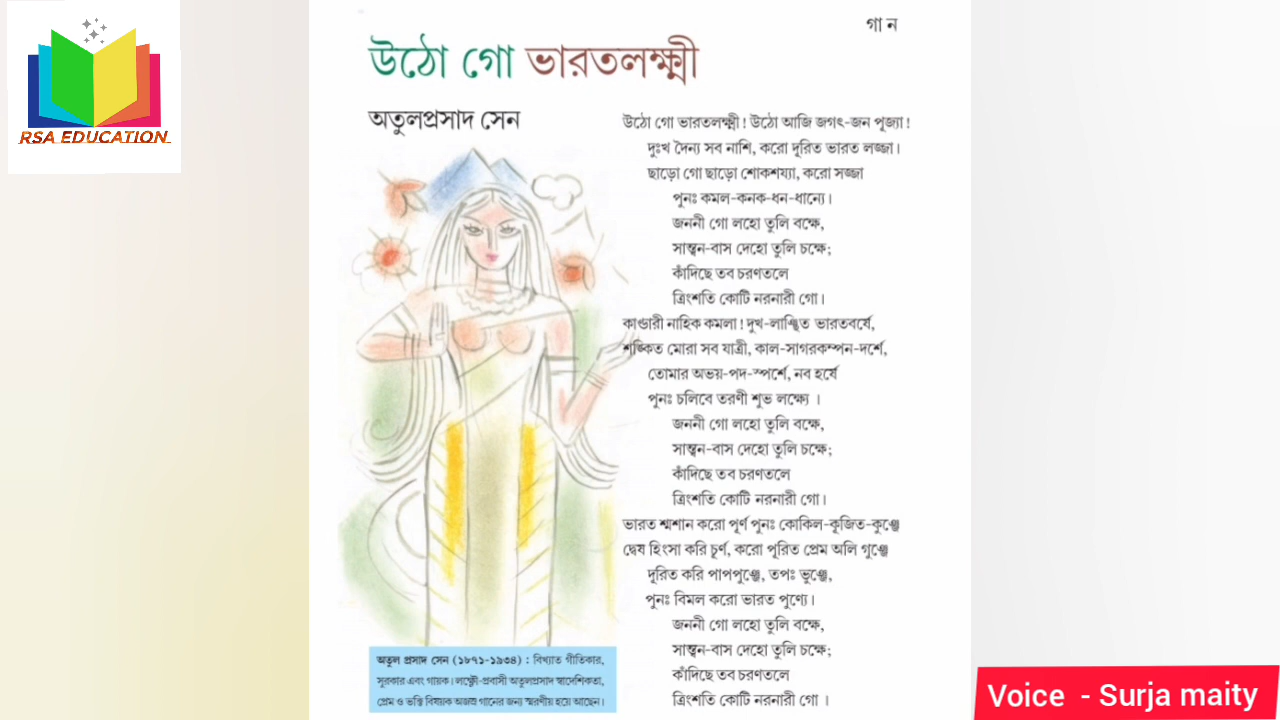 RSA EDUCATION
গান
উঠো গো ভারতলক্ষ্মী
অতুলপ্রসাদ সেন
উঠো গো ভারতলক্ষ্মী! উঠো আজি জগৎ-জন পূজ্যা!
দুঃখ দৈন্য সব নাশি, করো দূরিত ভারত লজ্জা।
ছাড়ো গো ছাড়ো শোকশয্যা, করো সজ্জা
পুনঃ কমল-কনক-ধন-ধান্যে।
জননী গো লহো তুলি বক্ষে,
সান্ত্বন-বাস দেহো তুলি চক্ষে;
কাঁদিছে তব চরণতলে
ত্রিংশতি কোটি নরনারী গো।
কাণ্ডারী নাহিক কমলা! দুখ-লাঞ্ছিত ভারতবর্ষে,
শঙ্কিত মোরা সব যাত্রী, কাল-সাগরকম্পন-দর্শে,
তোমার অভয়-পদ-স্পর্শে, নব হর্ষে
পুনঃ চলিবে তরণী শুভ লক্ষ্যে ।
জননী গো লহো তুলি বক্ষে,
সান্ত্বন-বাস দেহো তুলি চক্ষে;
কাঁদিছে তব চরণতলে
ত্রিংশতি কোটি নরনারী গো।
ভারত শ্মশান করো পূর্ণ পুনঃ কোকিল-কূজিত-কুঞ্জে
দ্বেষ হিংসা করি চূর্ণ, করো পূরিত প্রেম অলি গুঞ্জে
দূরিত করি পাপপুঞ্জে, তপঃ ভুঞ্জে,
পুনঃ বিমল করো ভারত পুণ্যে।
জননী গো লহো তুলি বক্ষে,
সান্ত্বন-বাস দেহো তুলি চক্ষে;
কাঁদিছে তব চরণতলে
ত্রিংশতি কোটি নরনারী গো ।
অতুল প্রসাদ সেন (১৮৭১-১৯৩৪) : বিখ্যাত গীতিকার,
সুরকার এবং গায়ক। লক্ষ্ণৌ-প্রবাসী অতুলপ্রসাদ স্বাদেশিকতা,
প্রেম ও ভক্তি বিষয়ক অজস্র গানের জন্য স্মরণীয় হয়ে আছেন।
Voice - Surja maity